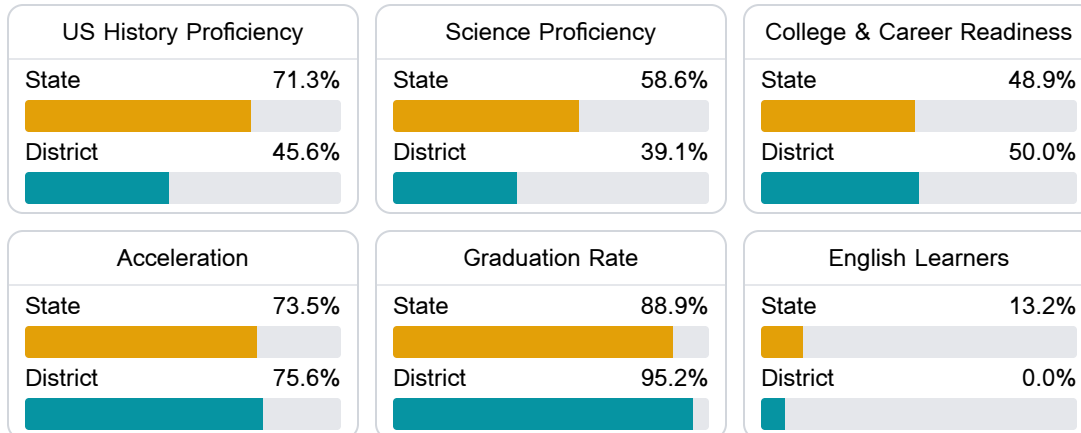 US History Proficiency
State 71.3%
District 45.6%
Science Proficiency
State 58.6%
District 39.1%
College & Career Readiness
State 48.9%
District 50.0%
Acceleration
State 73.5%
District 75.6%
Graduation Rate
State 88.9%
District 95.2%
English Learners
State 13.2%
District 0.0%